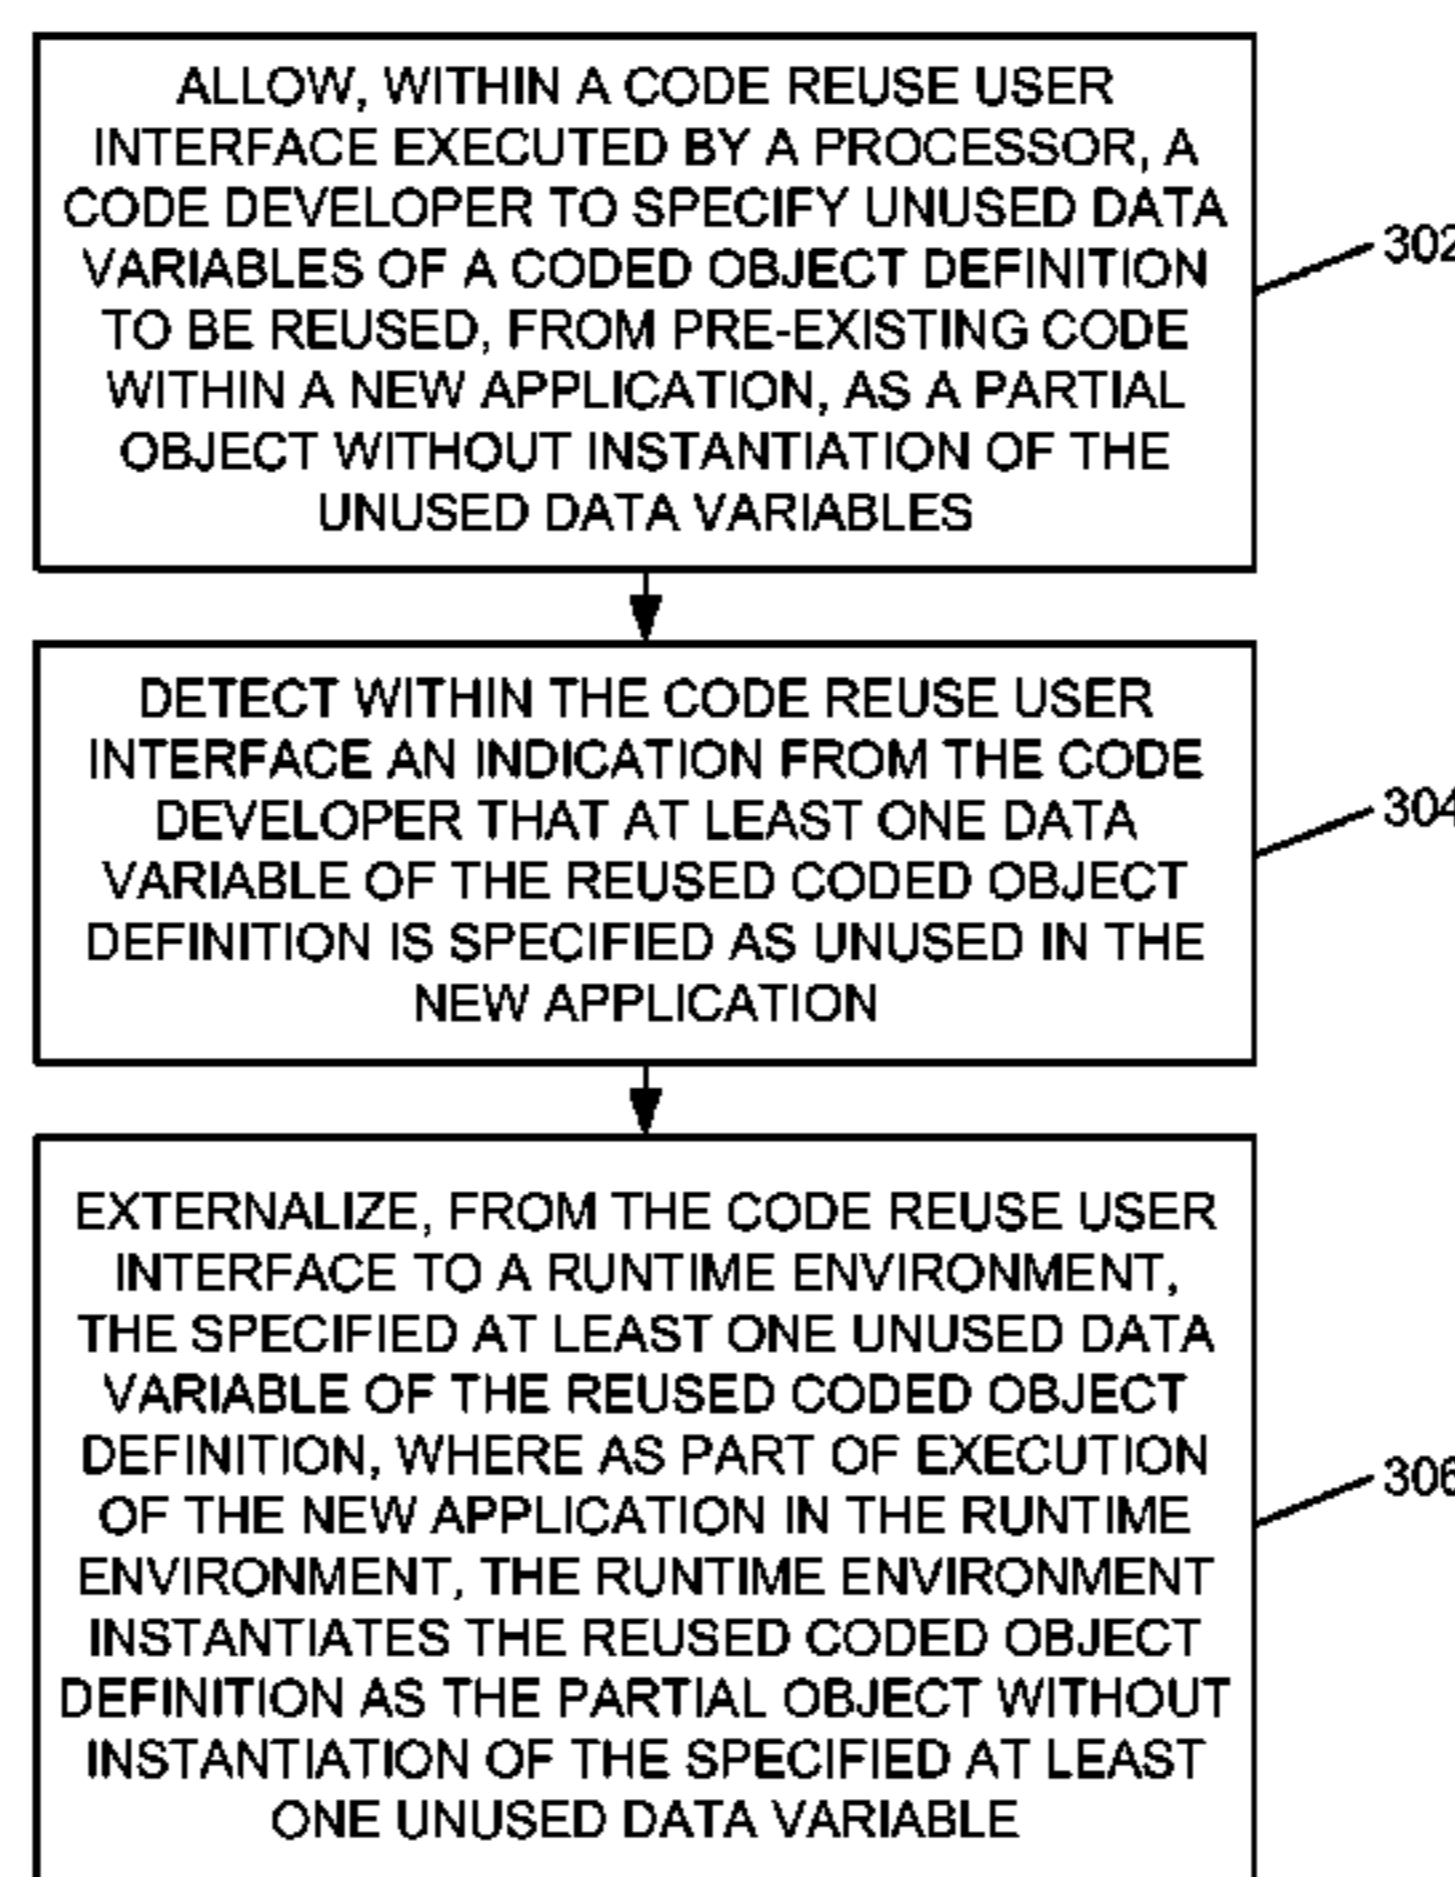 ALLOW, WITHIN A CODE REUSE USER
INTERFACE EXECUTED BY A PROCESSOR, A
CODE DEVELOPER TO SPECIFY UNUSED DATA
VARIABLES OF A CODED OBJECT DEFINITION
TO BE REUSED, FROM PRE-EXISTING CODE
WITHIN A NEW APPLICATION, AS A PARTIAL
OBJECT WITHOUT INSTANTIATION OF THE
UNUSED DATA VARIABLES
302
DETECT WITHIN THE CODE REUSE USER
INTERFACE AN INDICATION FROM THE CODE
DEVELOPER THAT AT LEAST ONE DATA
VARIABLE OF THE REUSED CODED OBJECT
DEFINITION IS SPECIFIED AS UNUSED IN THE
NEW APPLICATION
304
EXTERNALIZE, FROM THE CODE REUSE USER
INTERFACE TO A RUNTIME ENVIRONMENT,
THE SPECIFIED AT LEAST ONE UNUSED DATA
VARIABLE OF THE REUSED CODED OBJECT
DEFINITION, WHERE AS PART OF EXECUTION
OF THE NEW APPLICATION IN THE RUNTIME
ENVIRONMENT, THE RUNTIME ENVIRONMENT
INSTANTIATES THE REUSED CODED OBJECT
DEFINITION AS THE PARTIAL OBJECT WITHOUT
INSTANTIATION OF THE SPECIFIED AT LEAST
ONE UNUSED DATA VARIABLE
306